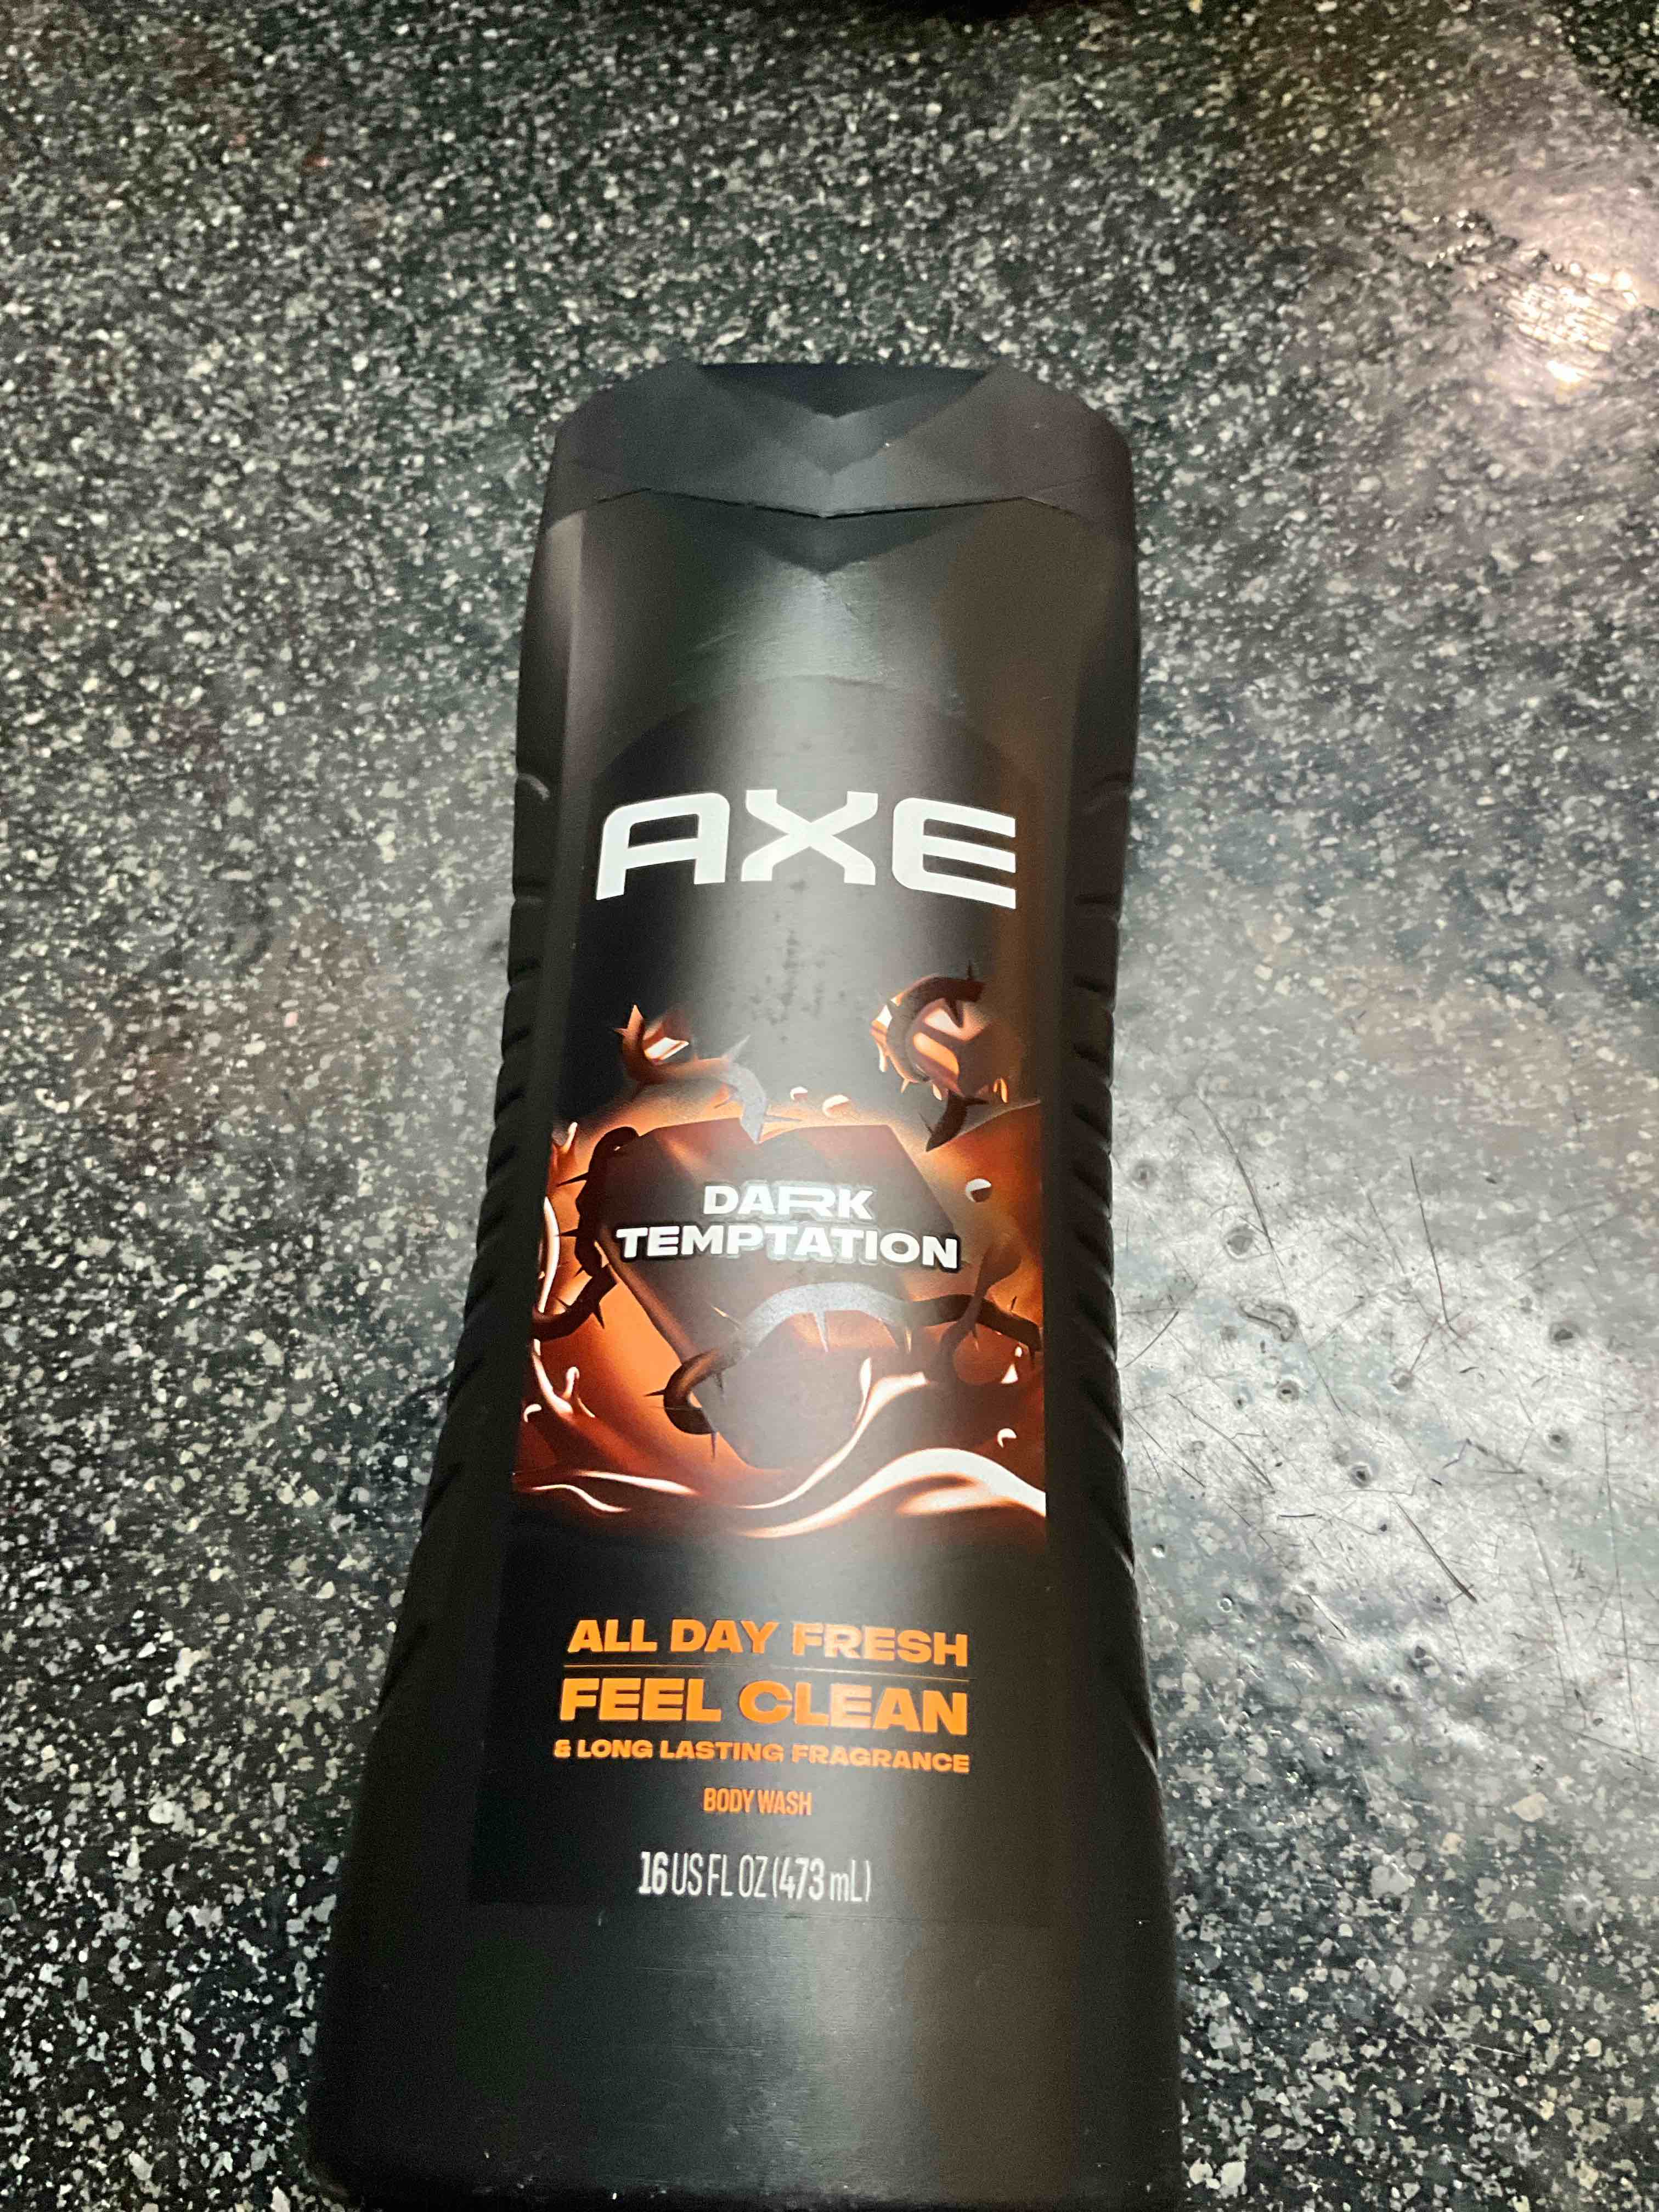 AXE
DARK
TEMPTATION
ALL DAY FRESH
FEEL CLEAN
& LONG LASTING FRAGRANCE
BODY WASH
16 US FL OZ (473 mL)